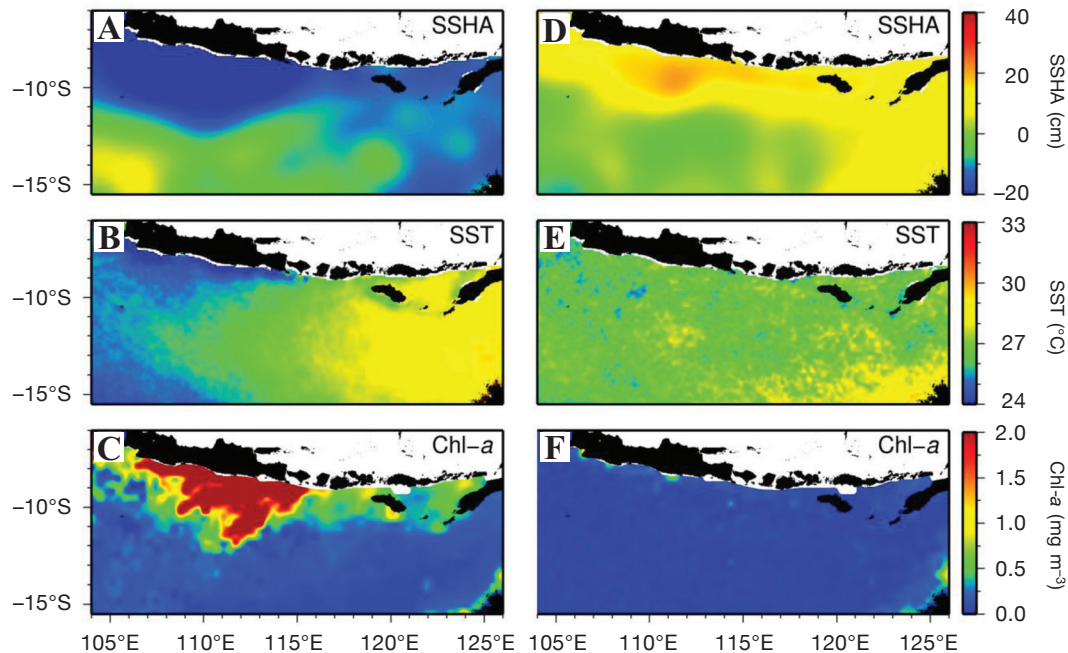 A SSHA
D SSHA
40
20
0
−20
SSHA (cm)
−10°S
−15°S
B SST
E SST
33
30
27
24
SST (°C)
−10°S
−15°S
C Chl−a
F Chl−a
2.0
1.5
1.0
0.5
0.0
Chl-a (mg m−3)
−10°S
−15°S
105°E 110°E 115°E 120°E 125°E
105°E 110°E 115°E 120°E 125°E